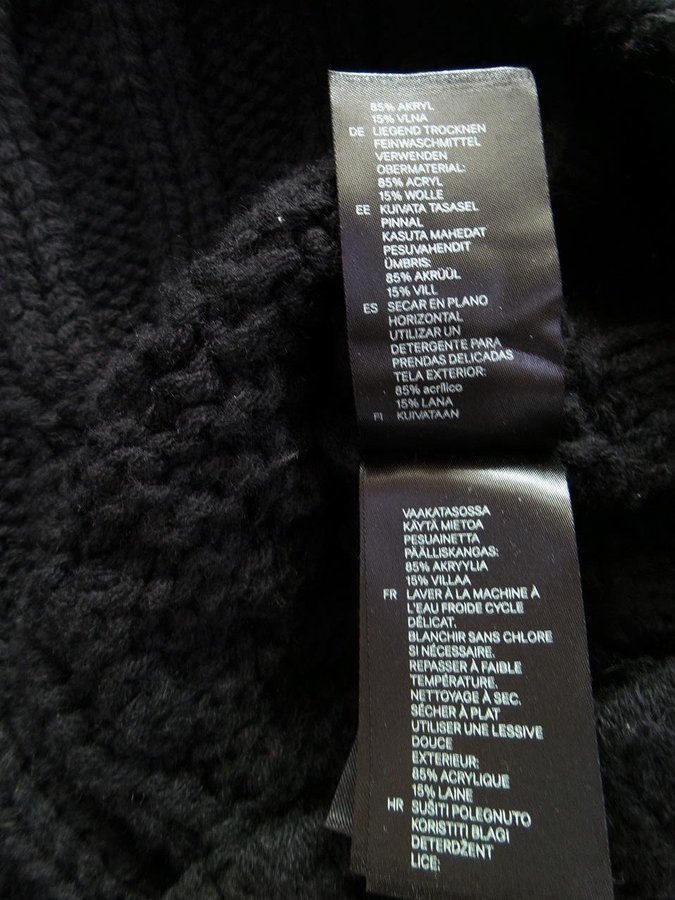 85% AKRYL
15% VLNA
DE LIEGEND TROCKNEN
FEINWASCHMITTEL
VERWENDEN
OBERMATERIAL:
85% ACRYL
15% WOLLE
EE KUIVATA TASASEL
PINNAL
KASUTA MAHEDAT
PESUVAHENDIT
ÜMBRIS:
85% AKRÜÜL
15% VILL
ES SECAR EN PLANO
HORIZONTAL
UTILIZAR UN
DETERGENTE PARA
PRENDAS DELICADAS
TELA EXTERIOR:
85% acrílico
15% LANA
FI KUIVATAAN
VAAKATASOSSA
KÄYTÄ MIETOA
PESUAINETTA
PÄÄLLISKANGAS:
85% AKRYYLIA
15% VILLAA
FR LAVER À LA MACHINE À
L'EAU FROIDE CYCLE
DÉLICAT.
BLANCHIR SANS CHLORE
SI NÉCESSAIRE.
REPASSER À FAIBLE
TEMPÉRATURE.
NETTOYAGE À SEC.
SÉCHER À PLAT
UTILISER UNE LESSIVE
DOUCE
EXTERIEUR:
85% ACRYLIQUE
15% LAINE
HR SUŠITI POLEGNUTO
KORISTITI BLAGI
DETERDŽENT
LICE: